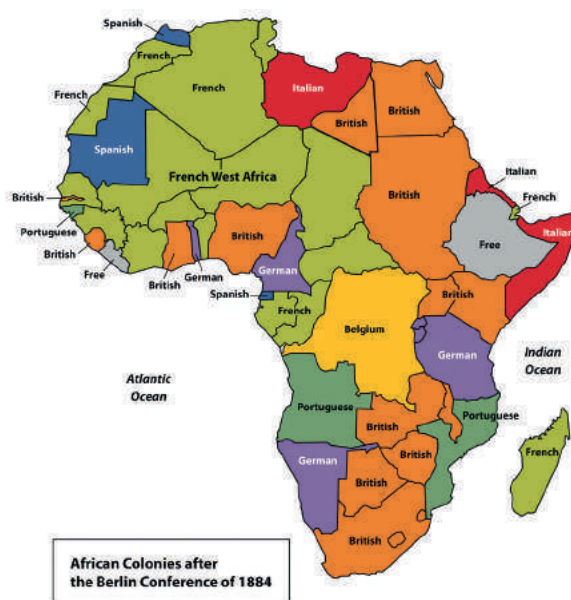 Spanish
French
French
Italian
French
British
British
Spanish
French West Africa
Italian
British
British
French
Portuguese
British
Free
Italian
British
German
Free
British
German
Spanish
British
French
Belgium
German
Indian
Ocean
Atlantic
Ocean
Portuguese
Portuguese
British
German
British
French
British
British
African Colonies after
the Berlin Conference of 1884